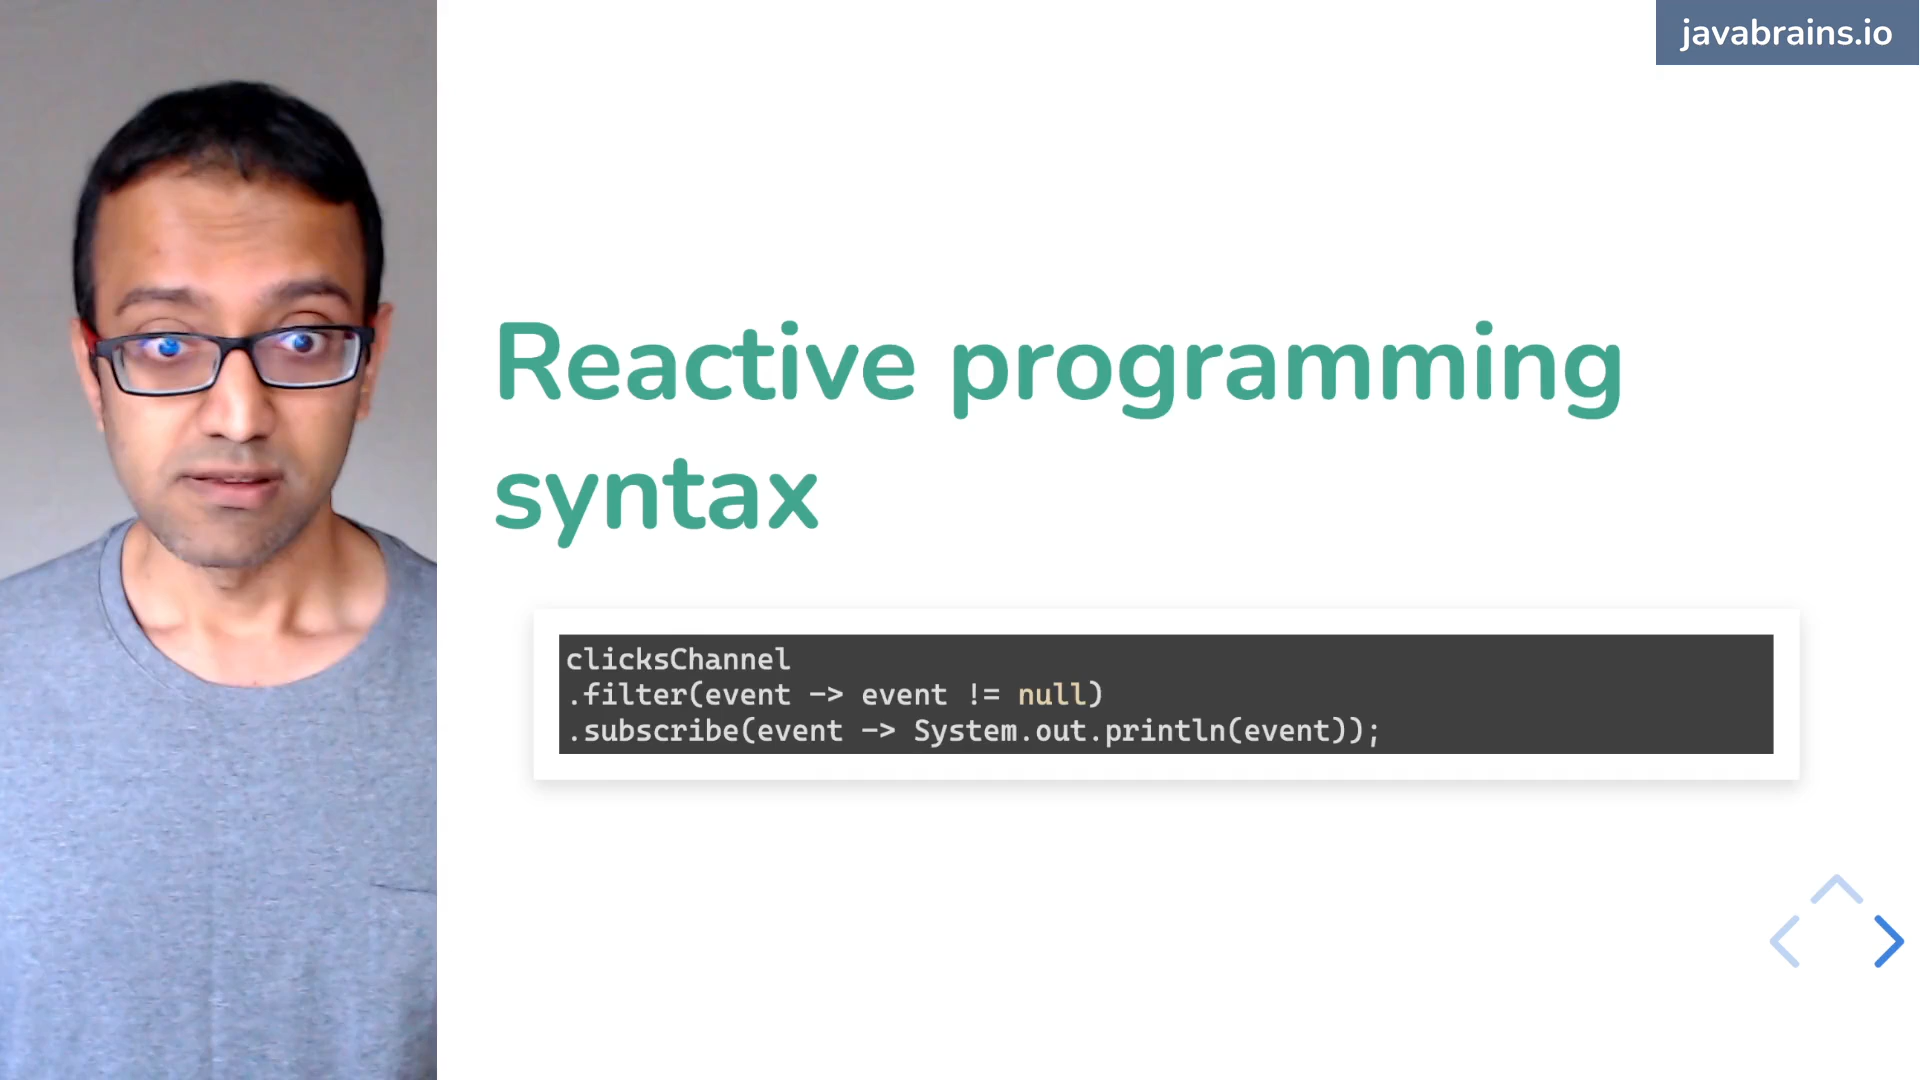 javabrains.io
Reactive programming
syntax
clicksChannel
.filter(event -> event != null)
.subscribe(event -> System.out.println(event));